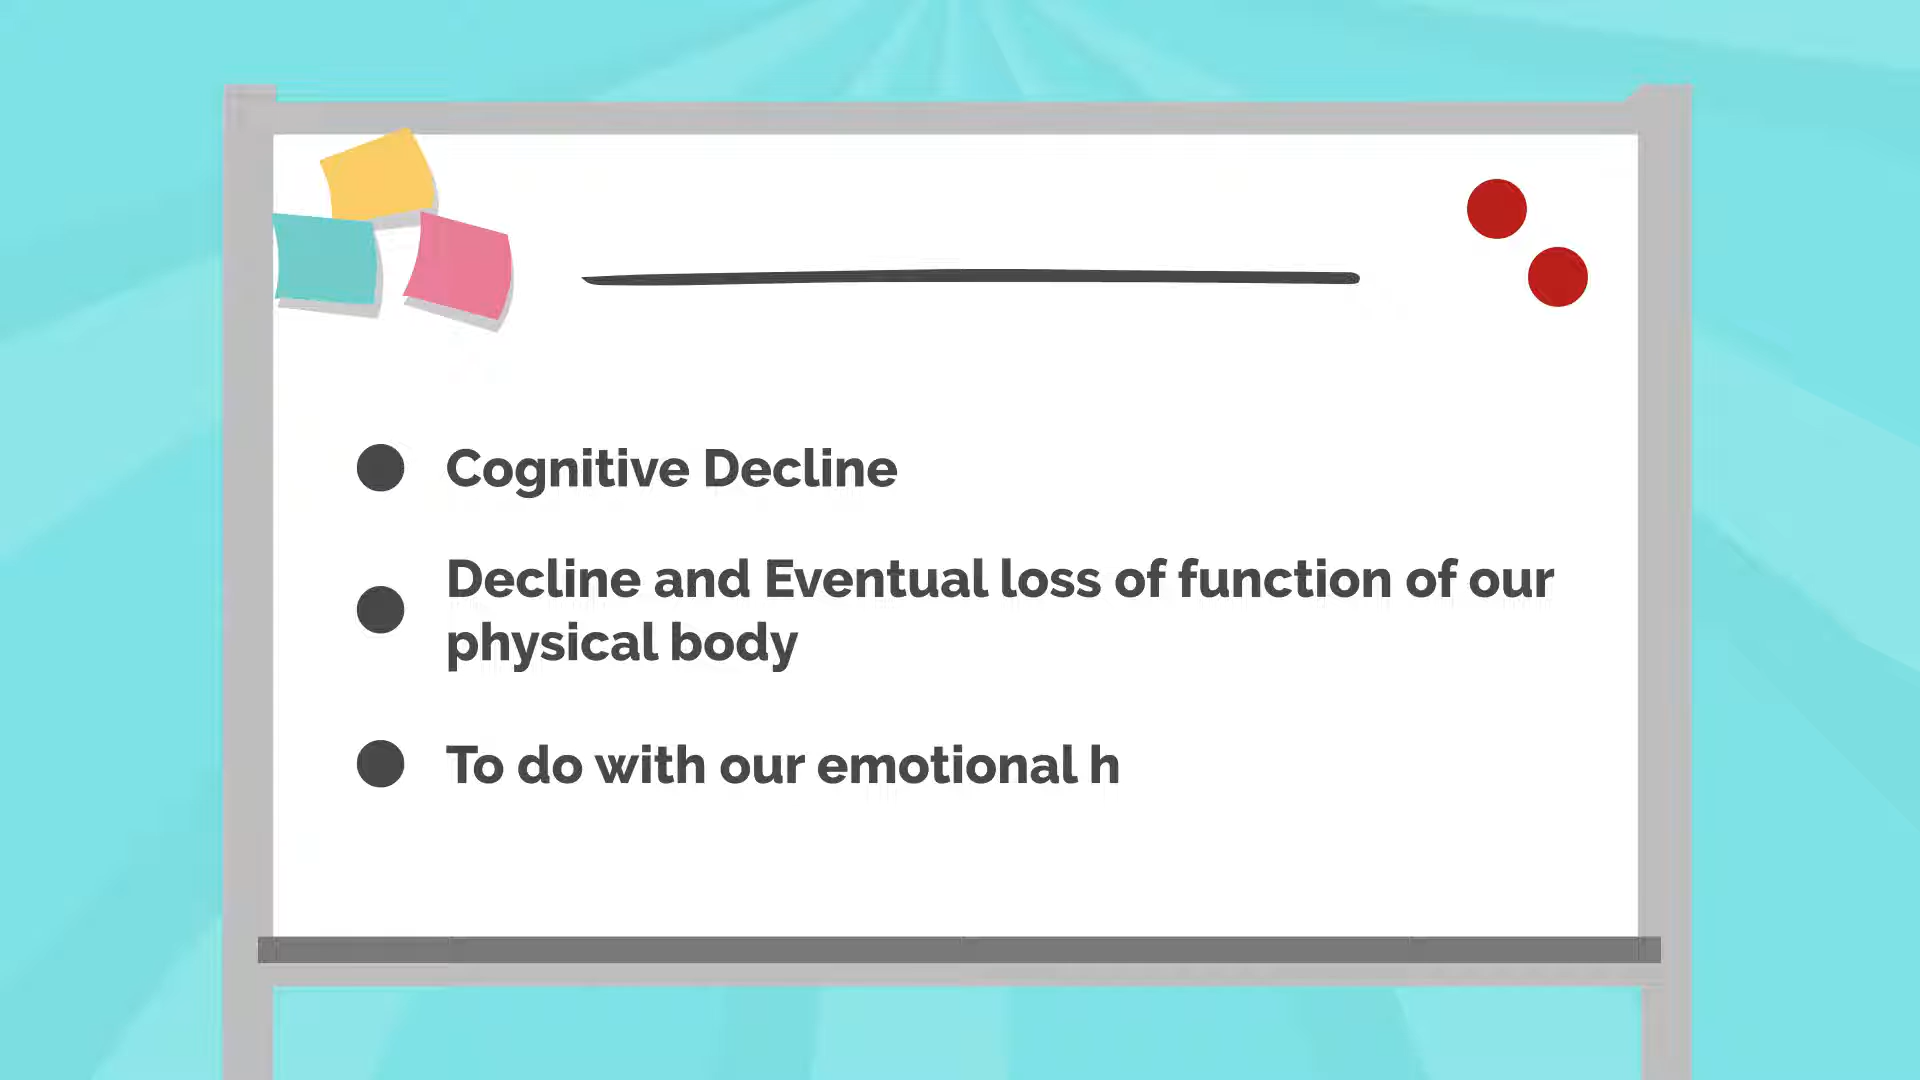 Cognitive Decline
Decline and Eventual loss of function of our
physical body
To do with our emotional h